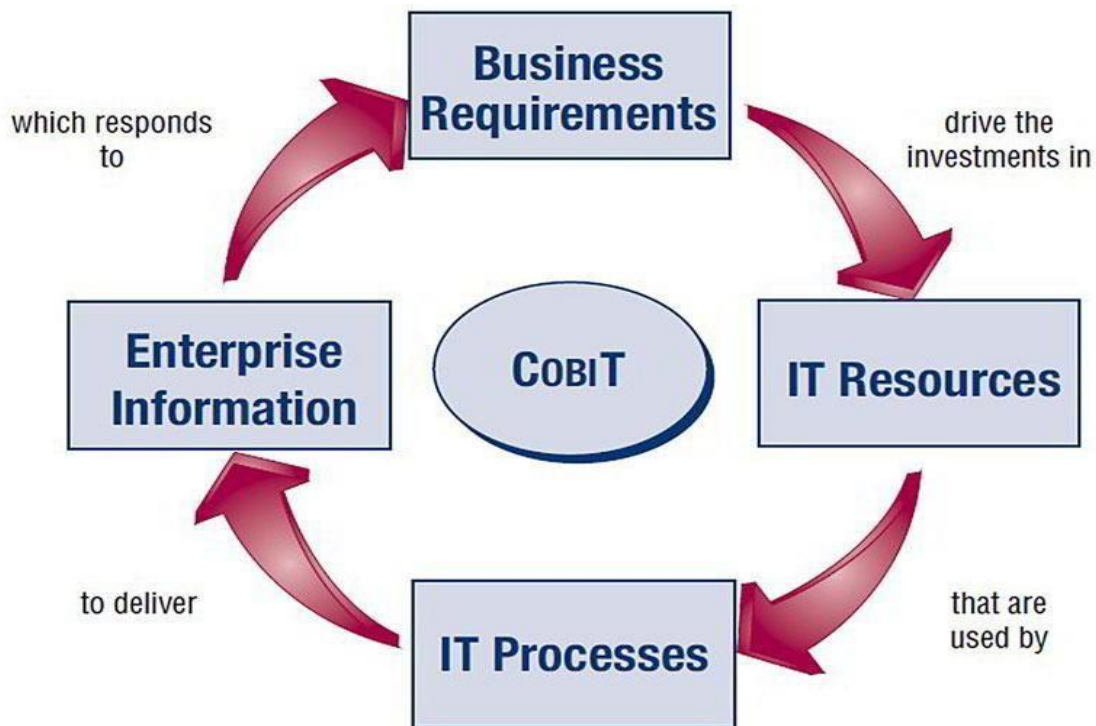 Business
Requirements
drive the
investments in
IT Resources
that are
used by
IT Processes
to deliver
Enterprise
Information
which responds
to
COBIT